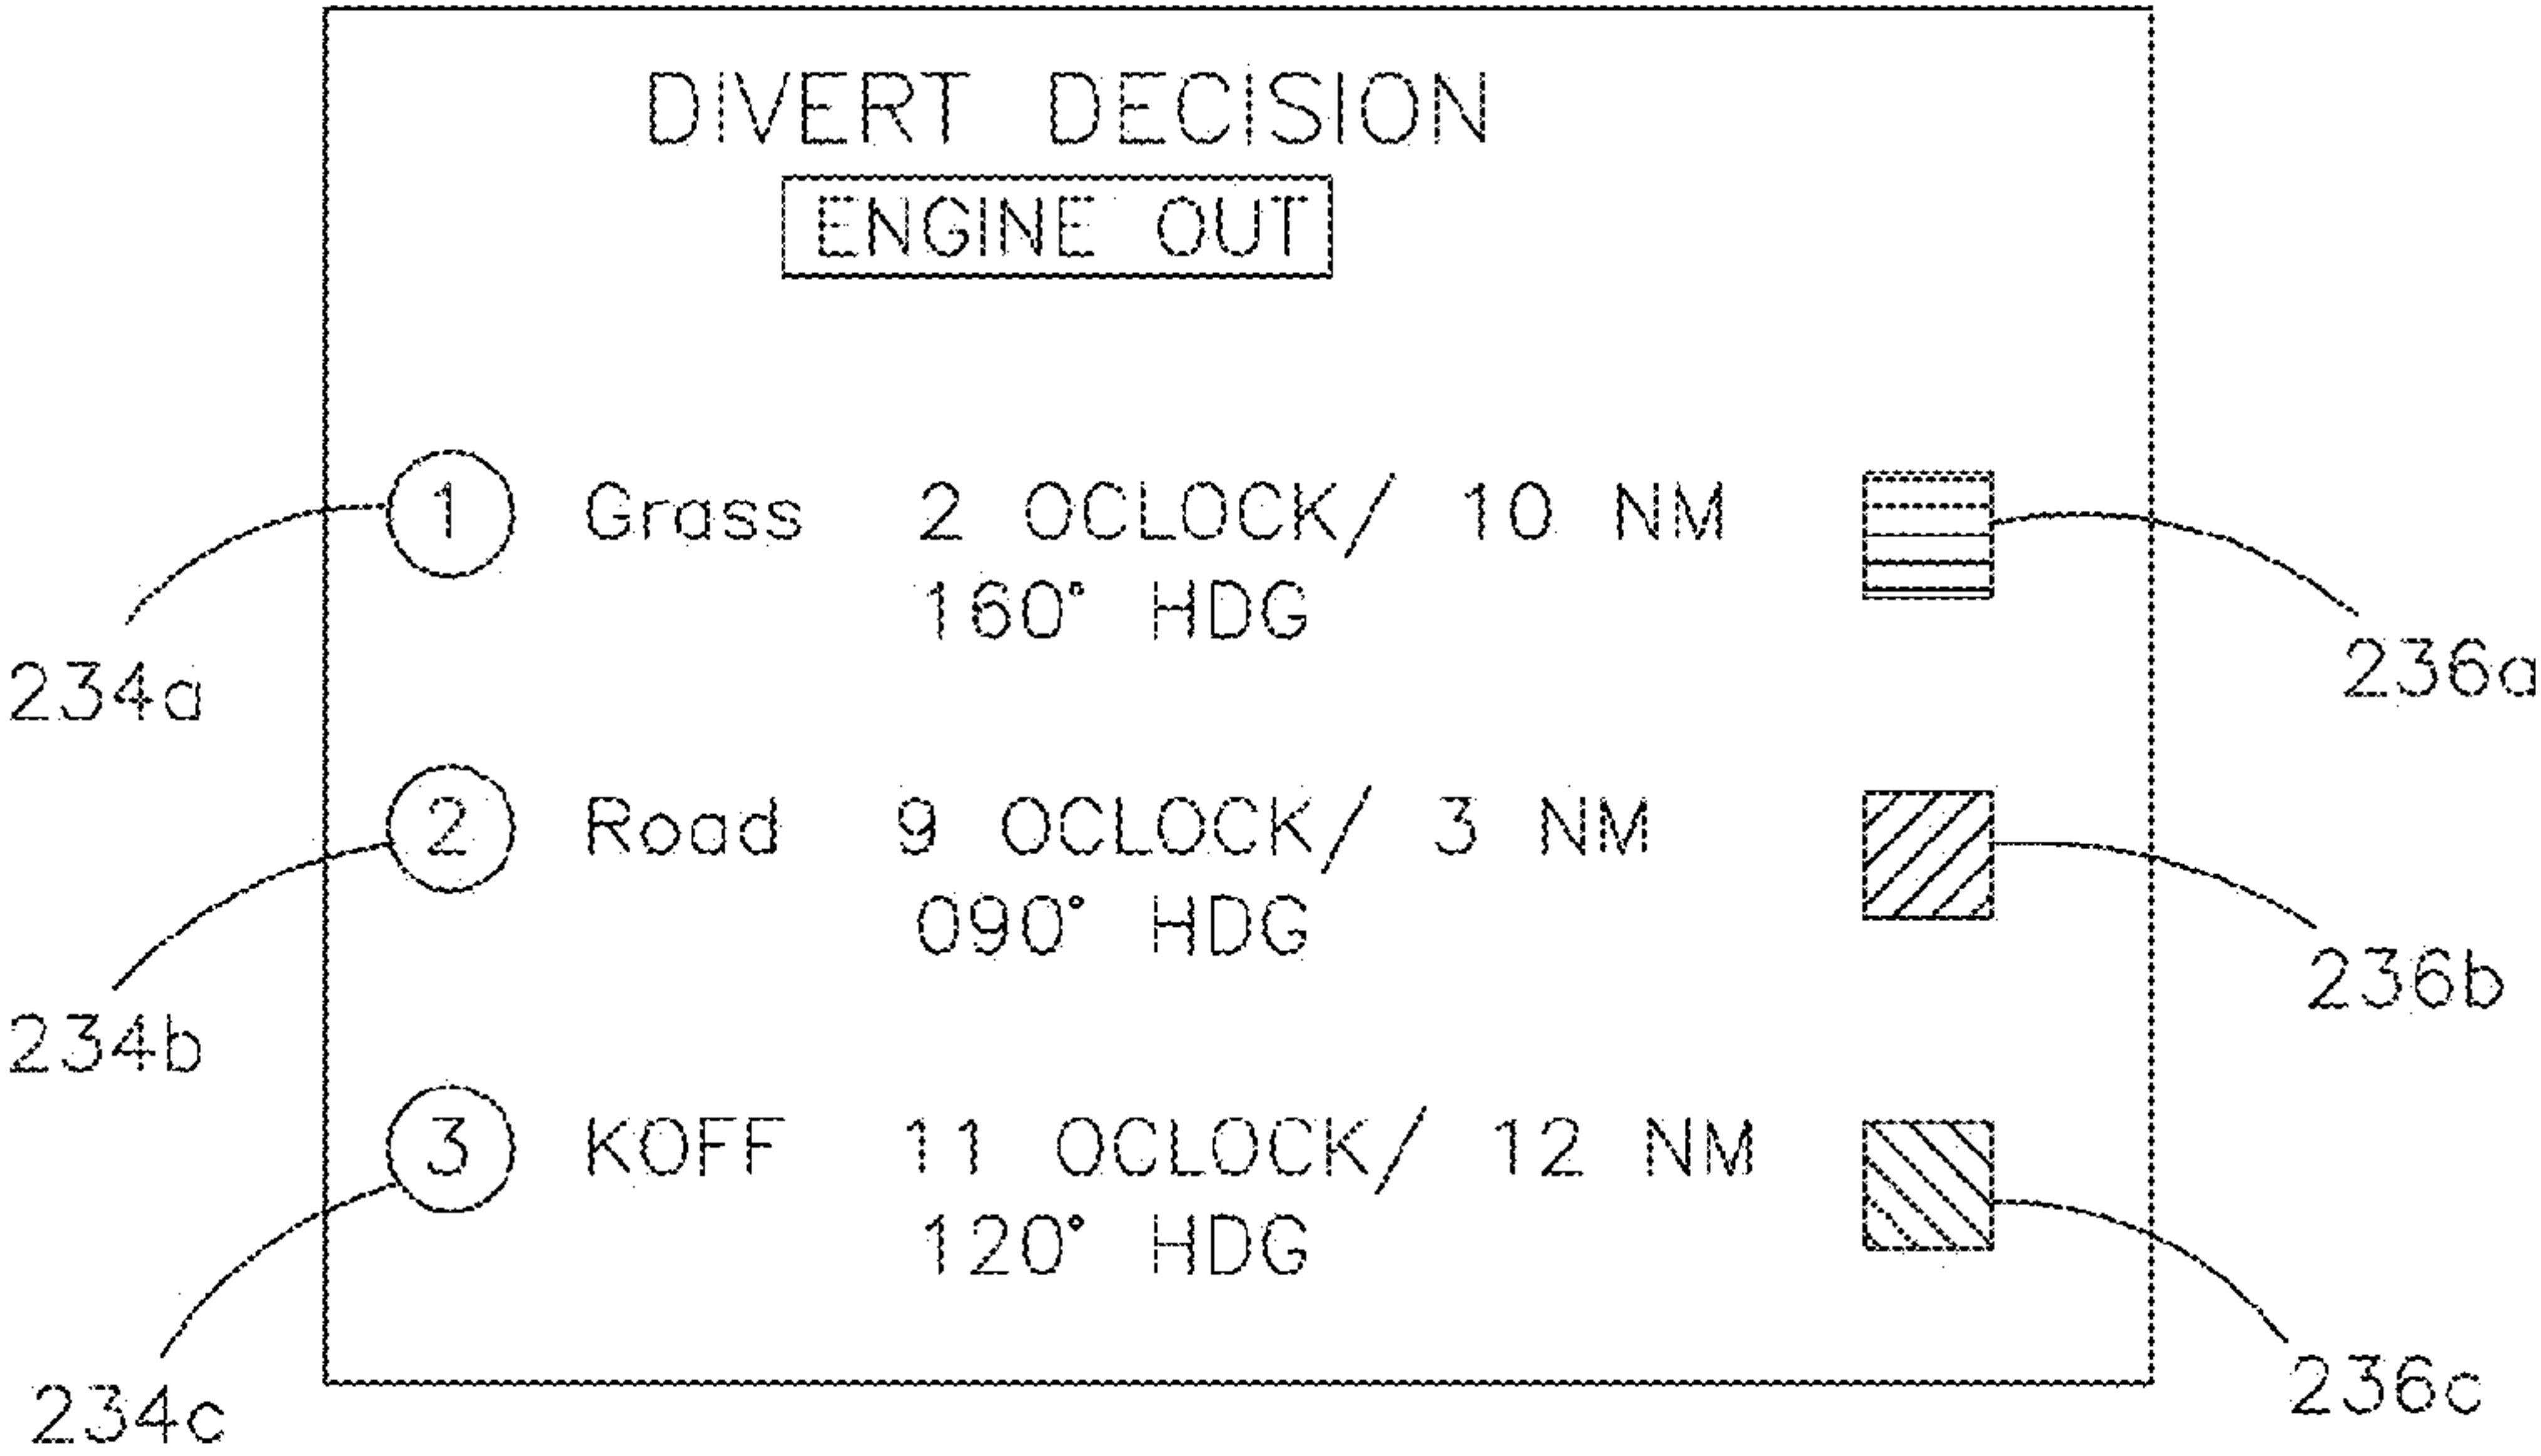 DIVERT DECISION
ENGINE OUT
1 Grass 2 OCLOCK/ 10 NM
160° HDG
234a
236a
2 Road 9 OCLOCK/ 3 NM
090° HDG
236b
234b
3 KOFF 11 OCLOCK/ 12 NM
120° HDG
236c
234c